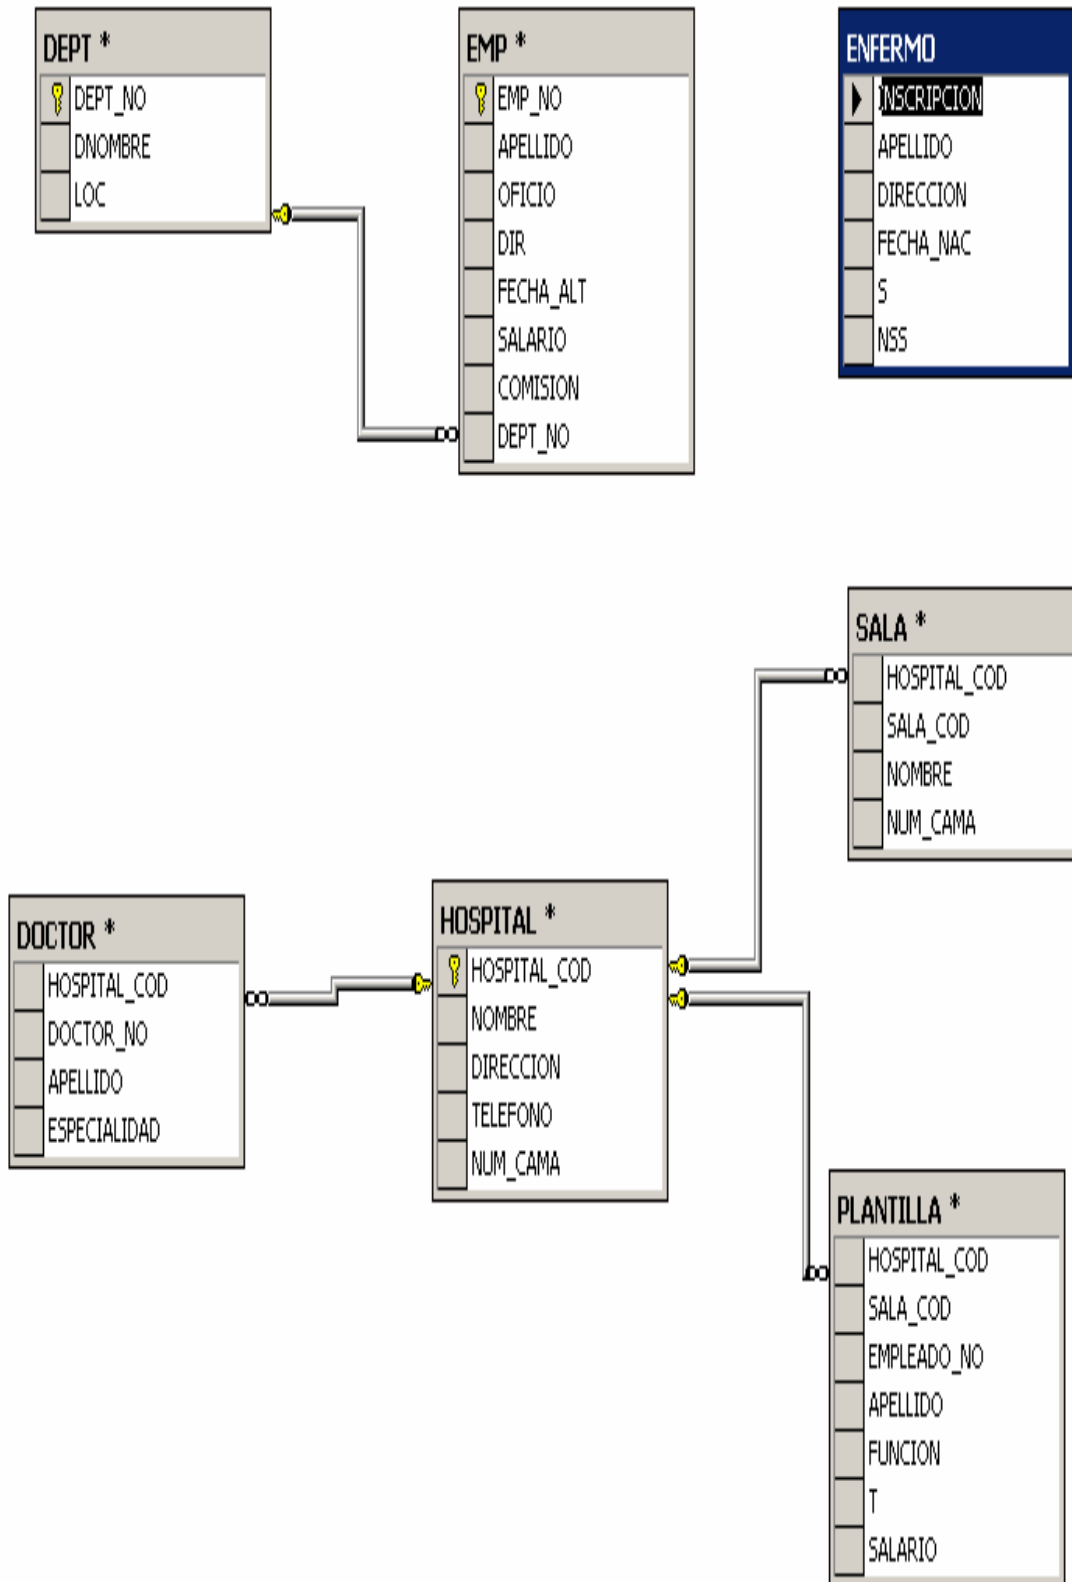 DEPT *
DEPT_NO
DNOMBRE
LOC
EMP *
EMP_NO
APELLIDO
OFICIO
DIR
FECHA_ALT
SALARIO
COMISION
DEPT_NO
ENFERMO
INSCRIPCION
APELLIDO
DIRECCION
FECHA_NAC
S
NSS
SALA *
HOSPITAL_COD
SALA_COD
NOMBRE
NUM_CAMA
DOCTOR *
HOSPITAL_COD
DOCTOR_NO
APELLIDO
ESPECIALIDAD
HOSPITAL *
HOSPITAL_COD
NOMBRE
DIRECCION
TELEFONO
NUM_CAMA
PLANTILLA *
HOSPITAL_COD
SALA_COD
EMPLEADO_NO
APELLIDO
FUNCION
T
SALARIO